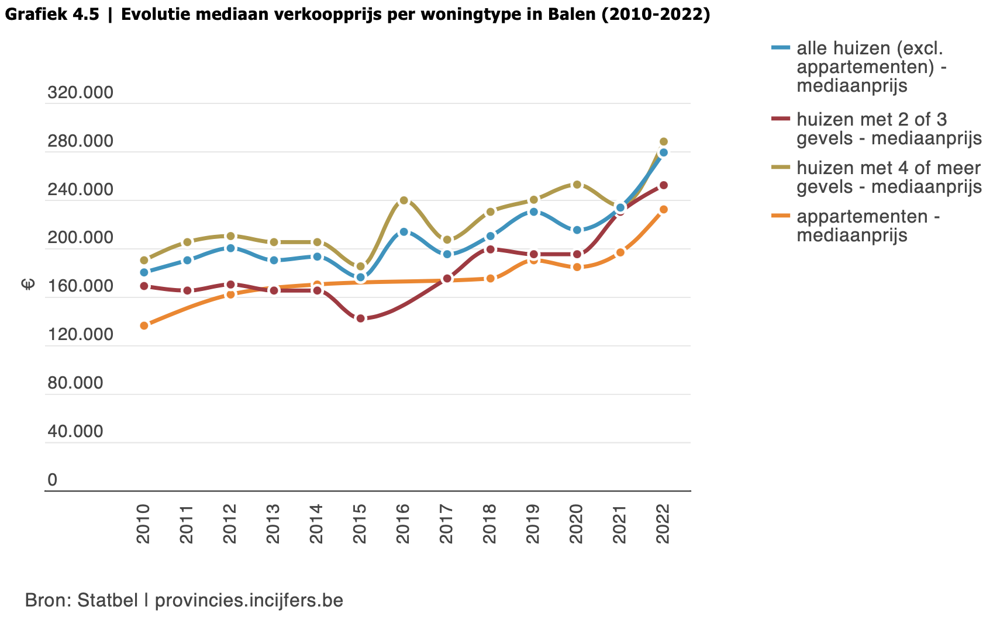 Grafiek 4.5 | Evolutie mediaan verkoopprijs per woningtype in Balen (2010-2022)
alle huizen (excl.
appartementen) -
mediaanprijs
huizen met 2 of 3
gevels - mediaanprijs
huizen met 4 of meer
gevels - mediaanprijs
appartementen -
mediaanprijs
320.000
280.000
240.000
200.000
160.000
120.000
80.000
40.000
0
€
2010
2011
2012
2013
2014
2015
2016
2017
2018
2019
2020
2021
2022
Bron: Statbel | provincies.incijfers.be